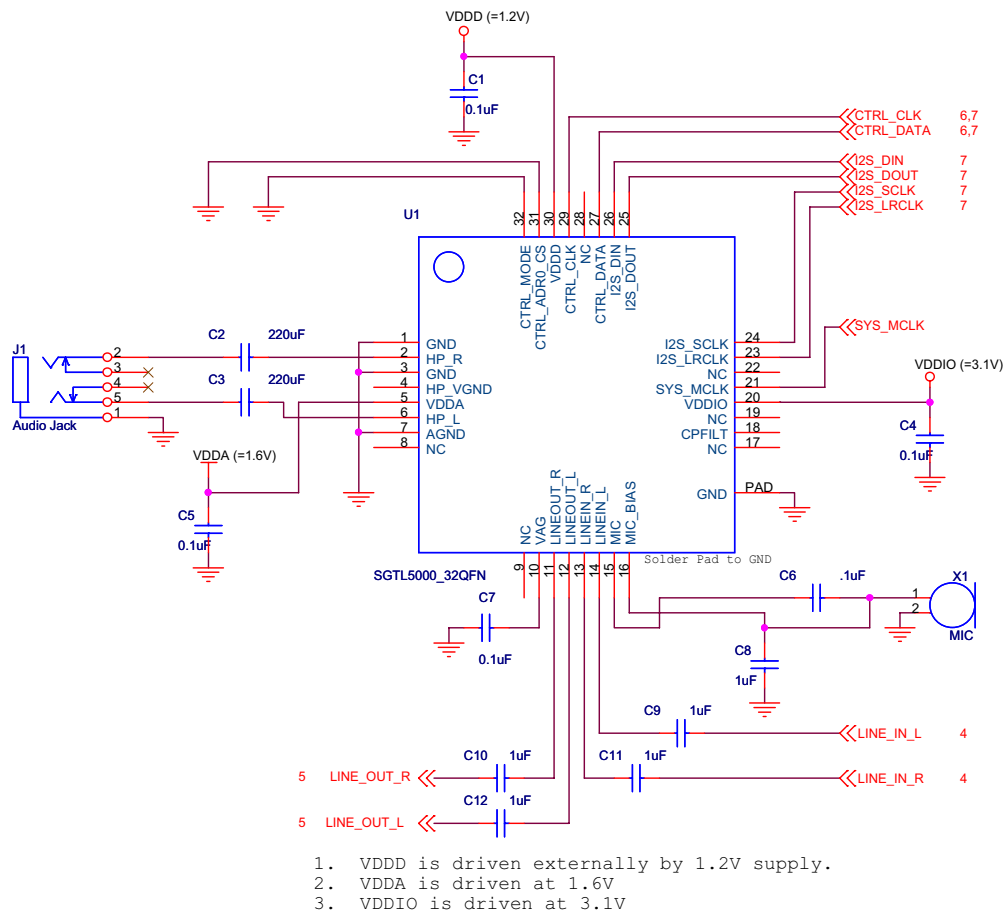 VDDD (=1.2V)
C1
0.1uF
CTRL_CLK 6,7
CTRL_DATA 6,7
I2S_DIN 7
I2S_DOUT 7
I2S_SCLK 7
I2S_LRCLK 7
U1
32 31 30 29 28 27 26 25
CTRL_MODE
CTRL_ADR0_CS
VDDD
CTRL_CLK
NC
CTRL_DATA
I2S_DIN
I2S_DOUT
SYS_MCLK
VDDIO (=3.1V)
J1
2
3
4
5
1
Audio Jack
C2 220uF
C3 220uF
1 GND
2 HP_R
3 GND
4 HP_VGND
5 VDDA
6 HP_L
7 AGND
8 NC
I2S_SCLK 24
I2S_LRCLK 23
NC 22
SYS_MCLK 21
VDDIO 20
NC 19
CPFILT 18
NC 17
GND PAD
C4
0.1uF
VDDA (=1.6V)
C5
0.1uF
NC
VAG
LINEOUT_R
LINEOUT_L
LINEIN_R
LINEIN_L
MIC
MIC_BIAS
9 10 11 12 13 14 15 16
Solder Pad to GND
SGTL5000_32QFN
C6 .1uF
X1
1
2
MIC
C7
0.1uF
C8
1uF
C9 1uF
LINE_IN_L 4
C10 1uF
C11 1uF
5 LINE_OUT_R
LINE_IN_R 4
C12 1uF
5 LINE_OUT_L
1. VDDD is driven externally by 1.2V supply.
2. VDDA is driven at 1.6V
3. VDDIO is driven at 3.1V